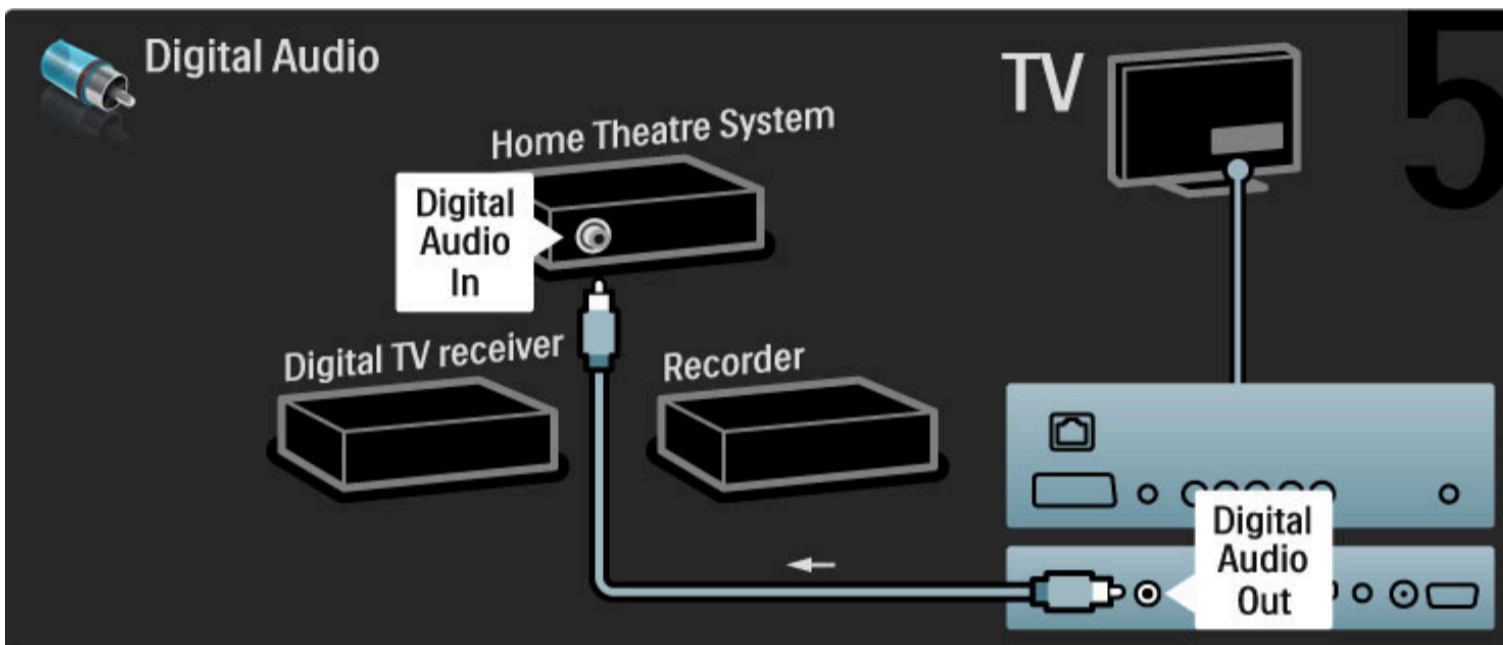 Digital Audio
TV
5
Home Theatre System
Digital
Audio
In
Digital TV receiver
Recorder
Digital
Audio
Out